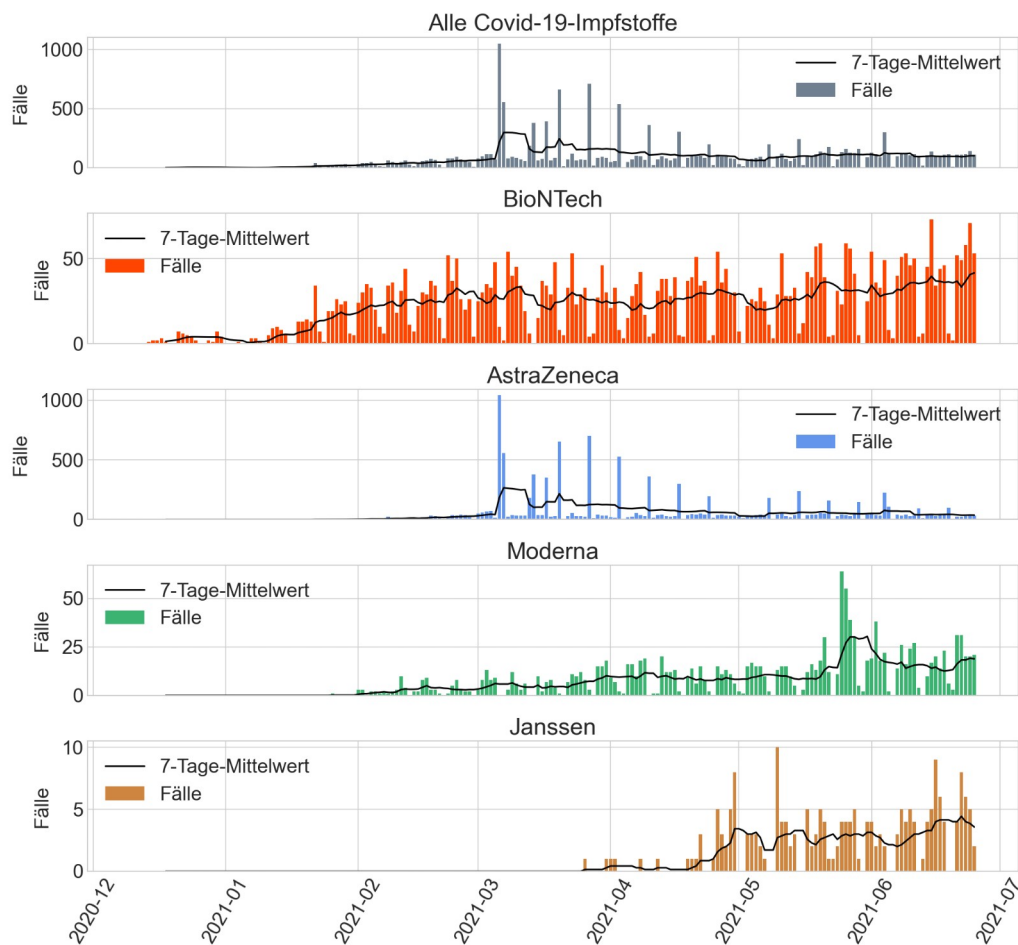 Alle Covid-19-Impfstoffe
1000
500
0
Fälle
7-Tage-Mittelwert
Fälle
BioNTech
50
0
Fälle
7-Tage-Mittelwert
Fälle
AstraZeneca
1000
500
0
Fälle
7-Tage-Mittelwert
Fälle
Moderna
50
25
0
Fälle
7-Tage-Mittelwert
Fälle
Janssen
10
5
0
Fälle
7-Tage-Mittelwert
Fälle
2020-12
2021-01
2021-02
2021-03
2021-04
2021-05
2021-06
2021-07